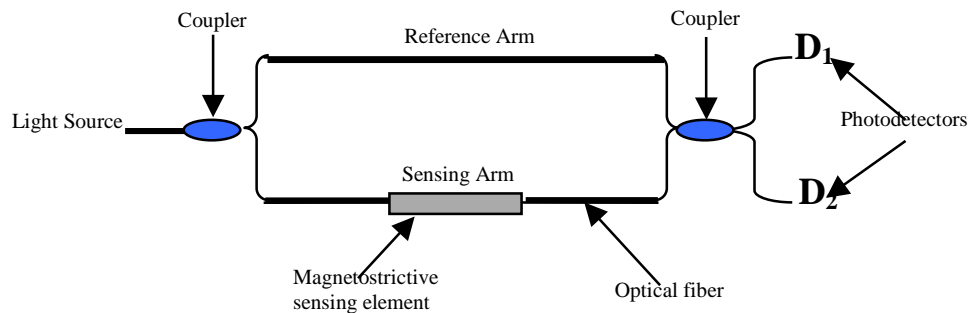 Coupler
Coupler
Reference Arm
D1
Light Source
Photodetectors
Sensing Arm
D2
Magnetostrictive
sensing element
Optical fiber